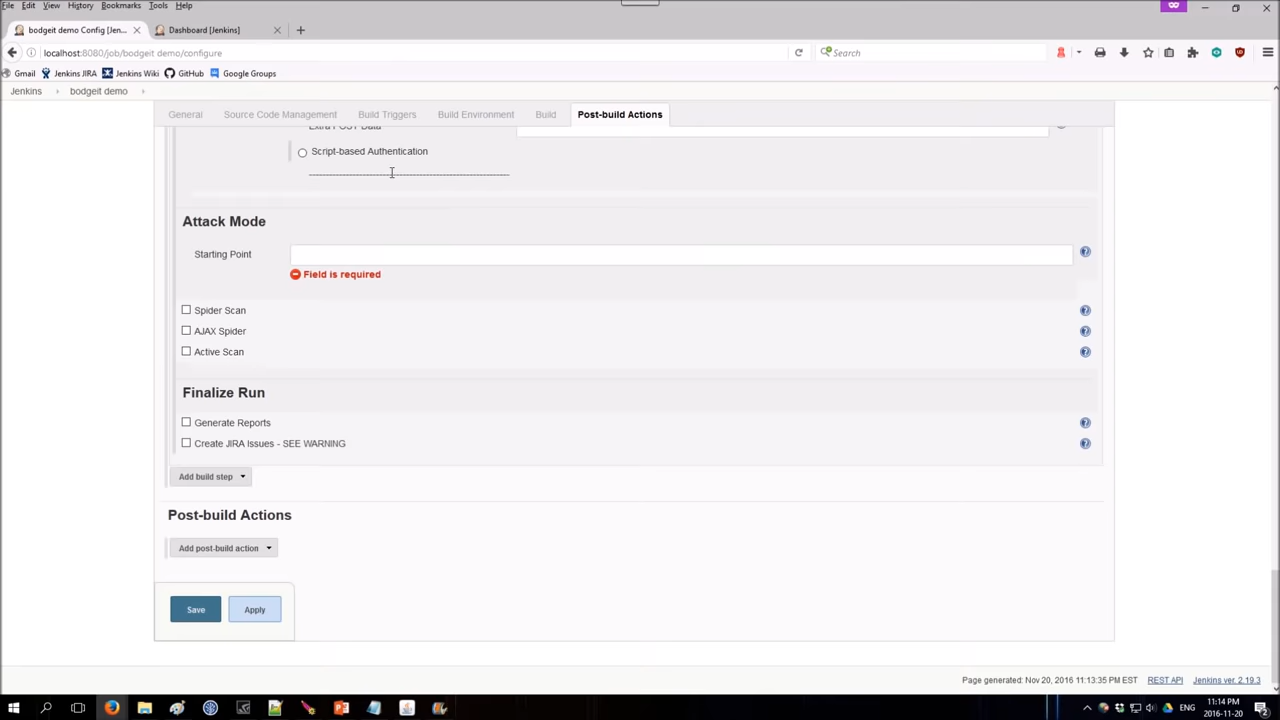 File Edit View History Bookmarks Tools Help
bodgeit demo Config [Jen... Dashboard [Jenkins]
localhost:8080/job/bodgeit demo/configure Search
Gmail Jenkins JIRA Jenkins Wiki GitHub Google Groups
Jenkins bodgeit demo
General Source Code Management Build Triggers Build Environment Build Post-build Actions
Extra POST Data
Script-based Authentication
Attack Mode
Starting Point
Field is required
Spider Scan
AJAX Spider
Active Scan
Finalize Run
Generate Reports
Create JIRA Issues - SEE WARNING
Add build step
Post-build Actions
Add post-build action
Save Apply
Page generated: Nov 20, 2016 11:13:35 PM EST REST API Jenkins ver. 2.19.3
ENG 11:14 PM
2016-11-20